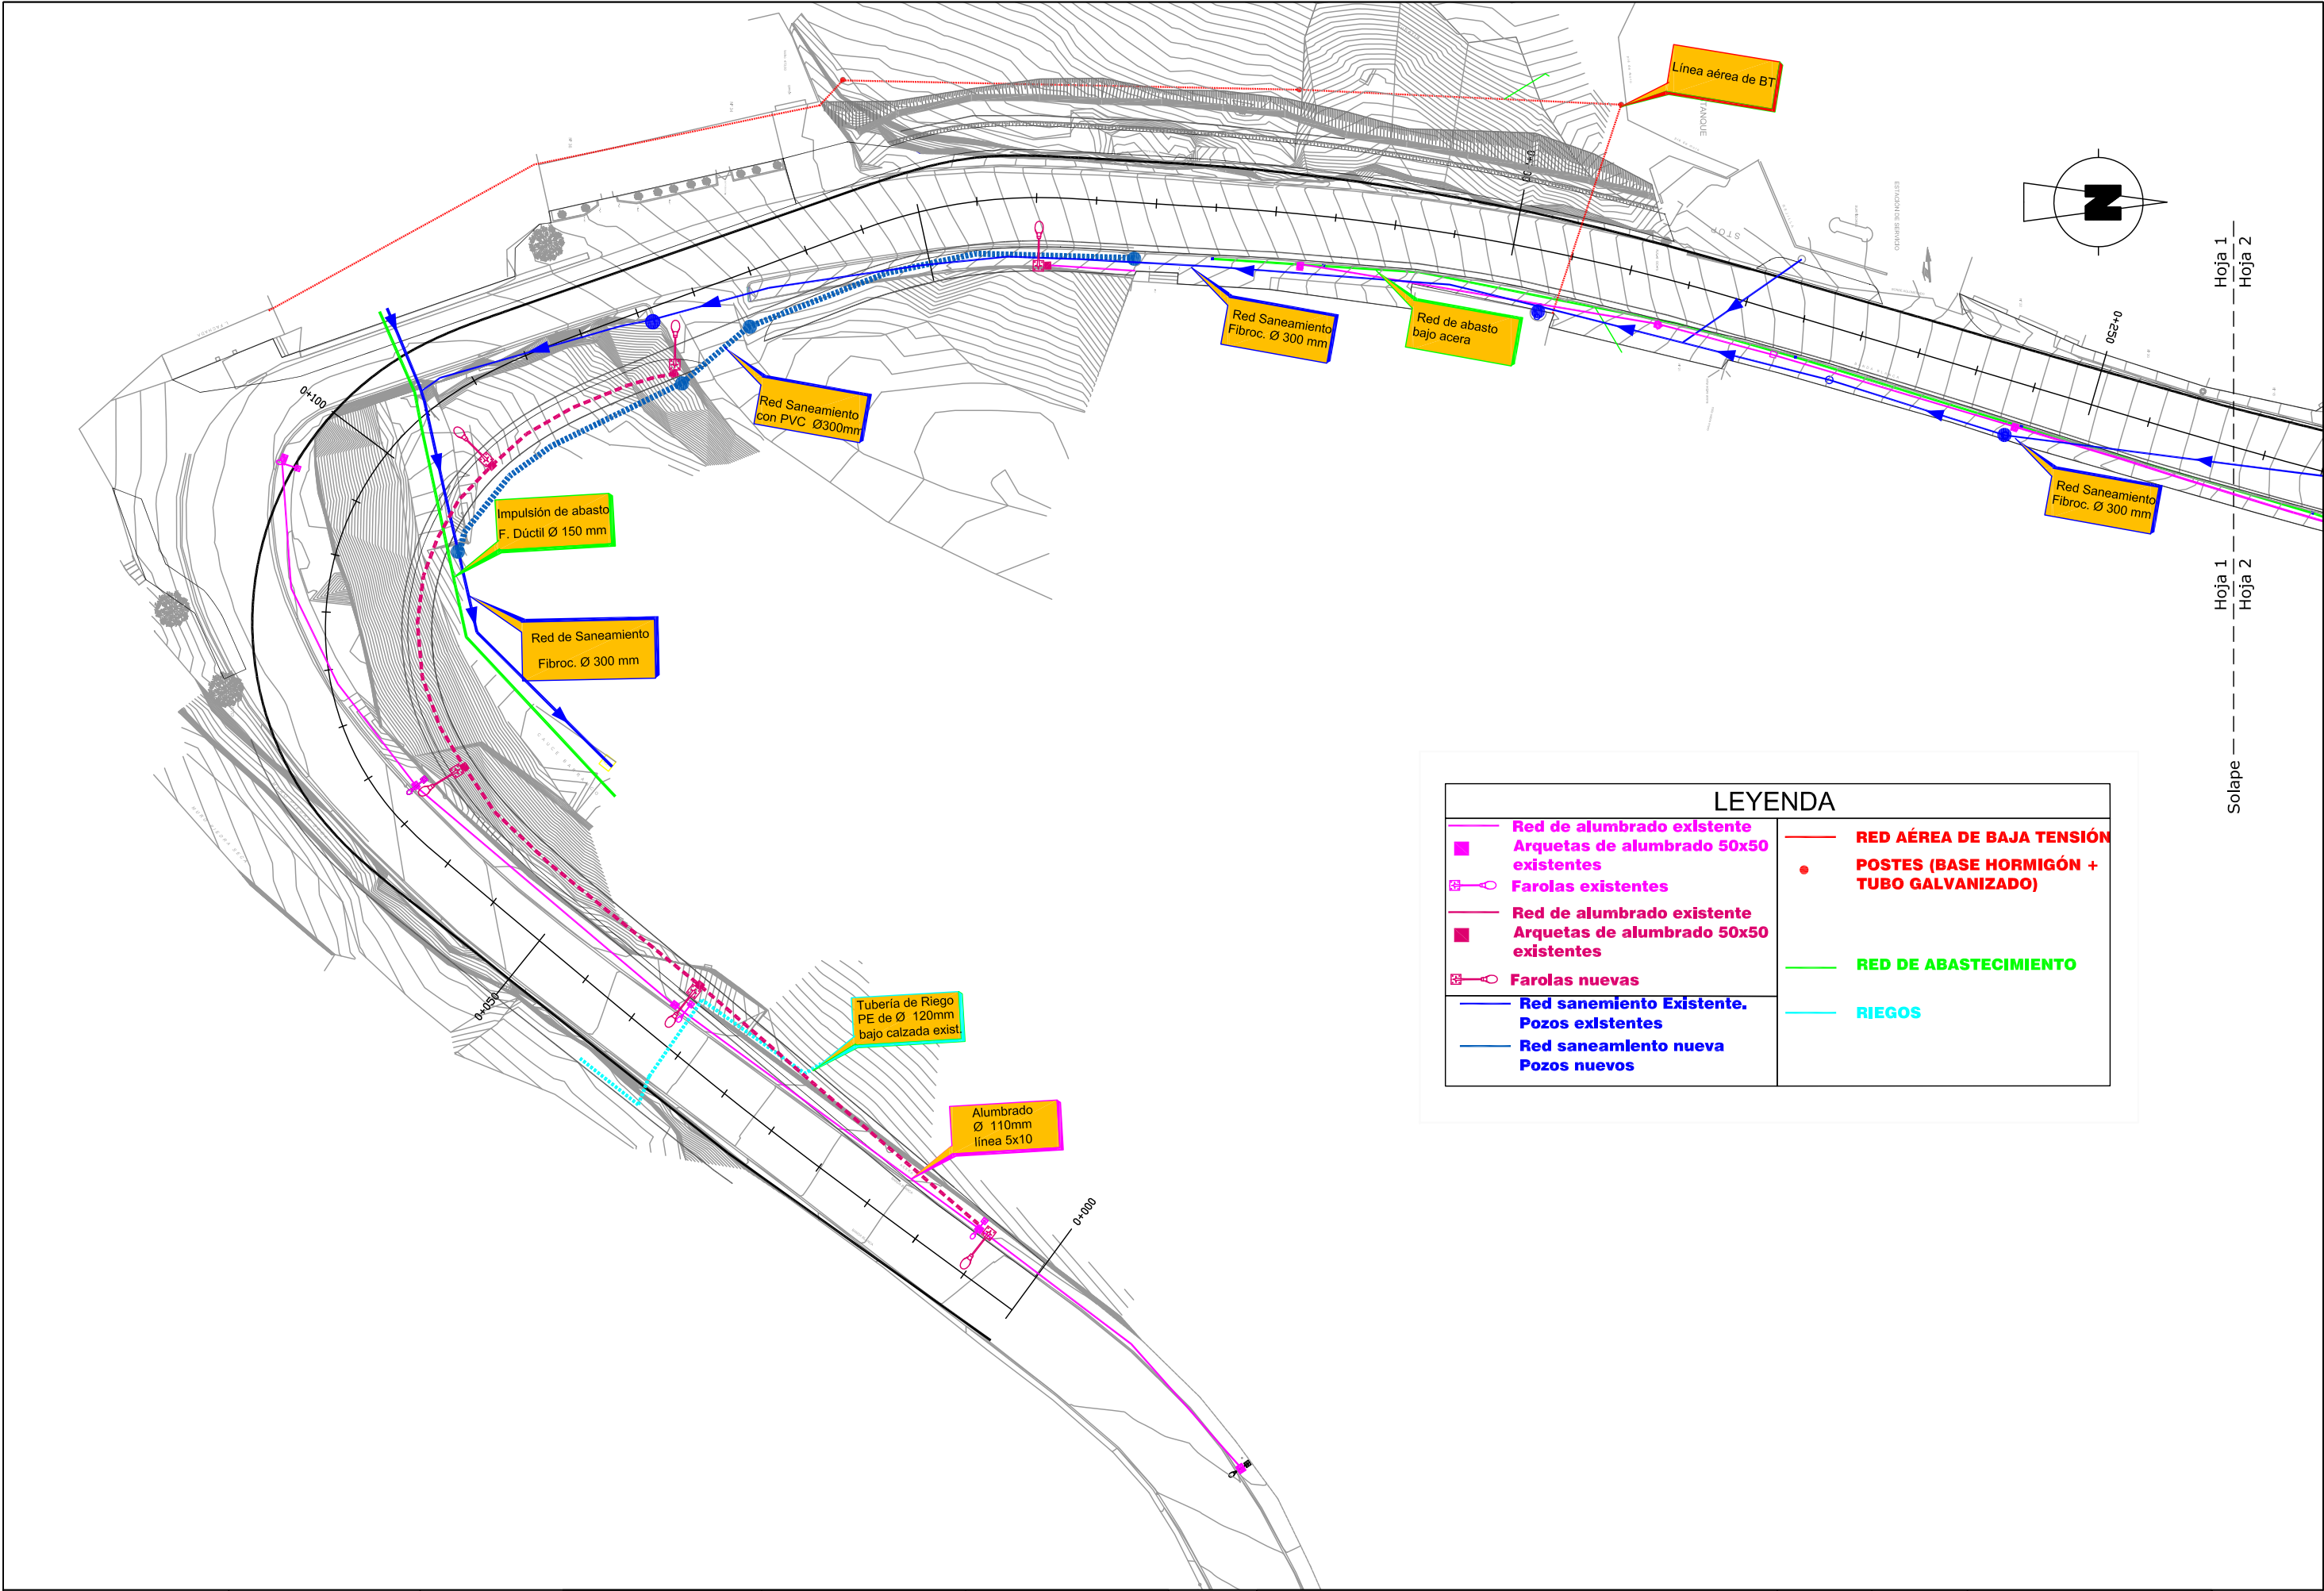 Línea aérea de BT
TANQUE
ESTACION DE SERVICIO
STOP
N
Hoja 1
Hoja 2
0+250
0+100
Red Saneamiento
Fibroc. Ø 300 mm
Red de abasto
bajo acera
Red Saneamiento
con PVC Ø300mm
Red Saneamiento
Fibroc. Ø 300 mm
Impulsión de abasto
F. Dúctil Ø 150 mm
Red de Saneamiento
Fibroc. Ø 300 mm
Hoja 1
Hoja 2
Solape
0+050
Tubería de Riego
PE de Ø 120mm
bajo calzada exist.
Alumbrado
Ø 110mm
línea 5x10
0+000
LEYENDA
Red de alumbrado existente
Arquetas de alumbrado 50x50
existentes
Farolas existentes
Red de alumbrado existente
Arquetas de alumbrado 50x50
existentes
Farolas nuevas
Red sanemiento Existente.
Pozos existentes
Red saneamiento nueva
Pozos nuevos
RED AÉREA DE BAJA TENSIÓN
POSTES (BASE HORMIGÓN +
TUBO GALVANIZADO)
RED DE ABASTECIMIENTO
RIEGOS